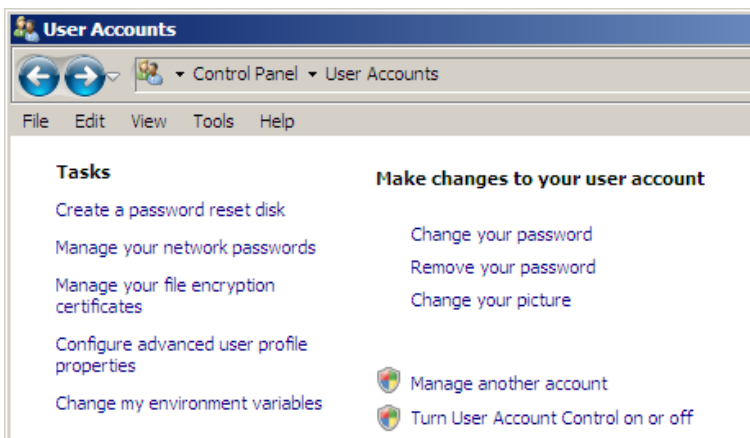 User Accounts
Control Panel User Accounts
File Edit View Tools Help
Tasks
Create a password reset disk
Manage your network passwords
Manage your file encryption
certificates
Configure advanced user profile
properties
Change my environment variables
Make changes to your user account
Change your password
Remove your password
Change your picture
Manage another account
Turn User Account Control on or off